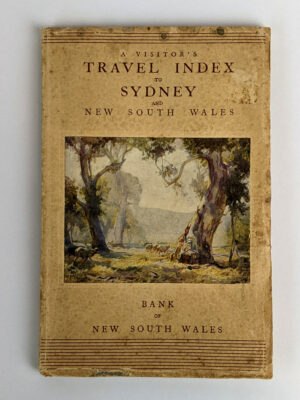 A VISITOR'S
TRAVEL INDEX
TO
SYDNEY
AND
NEW SOUTH WALES
BANK
OF
NEW SOUTH WALES